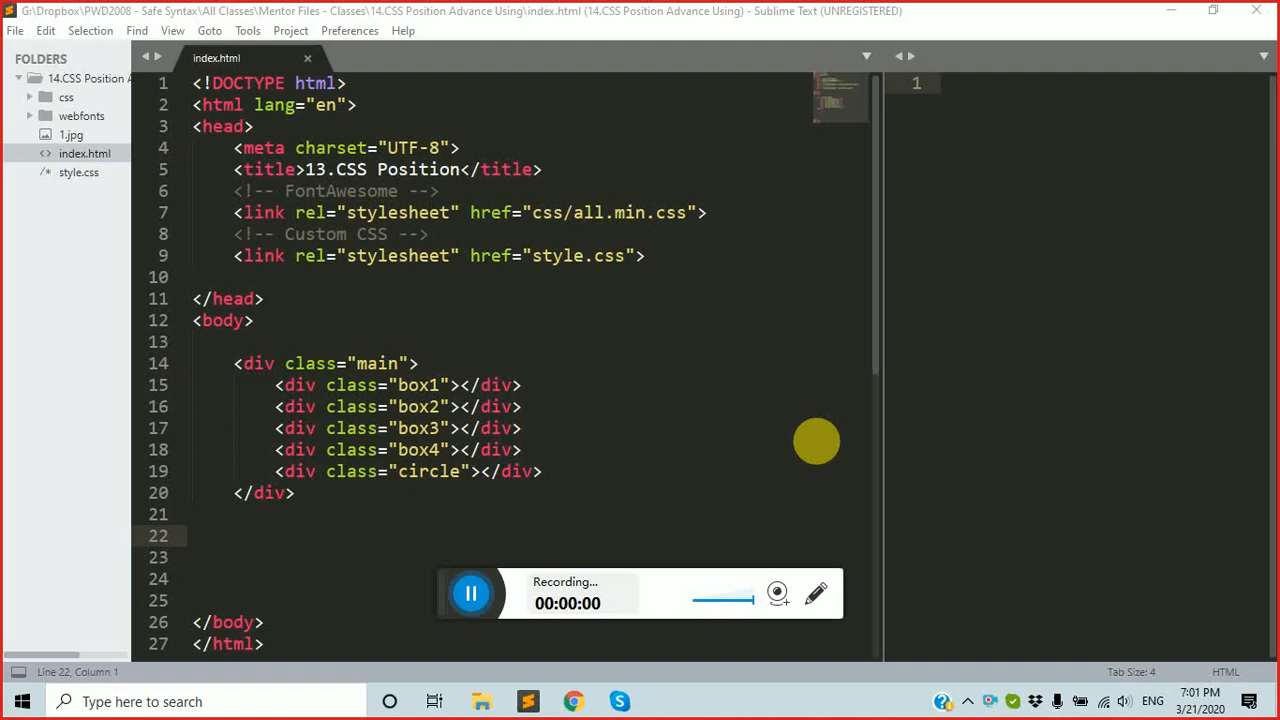 G:\Dropbox\PWD2008 - Safe Syntax\All Classes\Mentor Files - Classes\14.CSS Position Advance Using\index.html (14.CSS Position Advance Using) - Sublime Text (UNREGISTERED)
File Edit Selection Find View Goto Tools Project Preferences Help
FOLDERS
14.CSS Position A
css
webfonts
1.jpg
index.html
style.css
index.html
1 <!DOCTYPE html>
2 <html lang="en">
3 <head>
4 <meta charset="UTF-8">
5 <title>13.CSS Position</title>
6 <!-- FontAwesome -->
7 <link rel="stylesheet" href="css/all.min.css">
8 <!-- Custom CSS -->
9 <link rel="stylesheet" href="style.css">
10
11 </head>
12 <body>
13
14 <div class="main">
15 <div class="box1"></div>
16 <div class="box2"></div>
17 <div class="box3"></div>
18 <div class="box4"></div>
19 <div class="circle"></div>
20 </div>
21
22
23
24
25
26 </body>
27 </html>
1
Recording...
00:00:00
Line 22, Column 1
Tab Size: 4
HTML
Type here to search
ENG
7:01 PM
3/21/2020